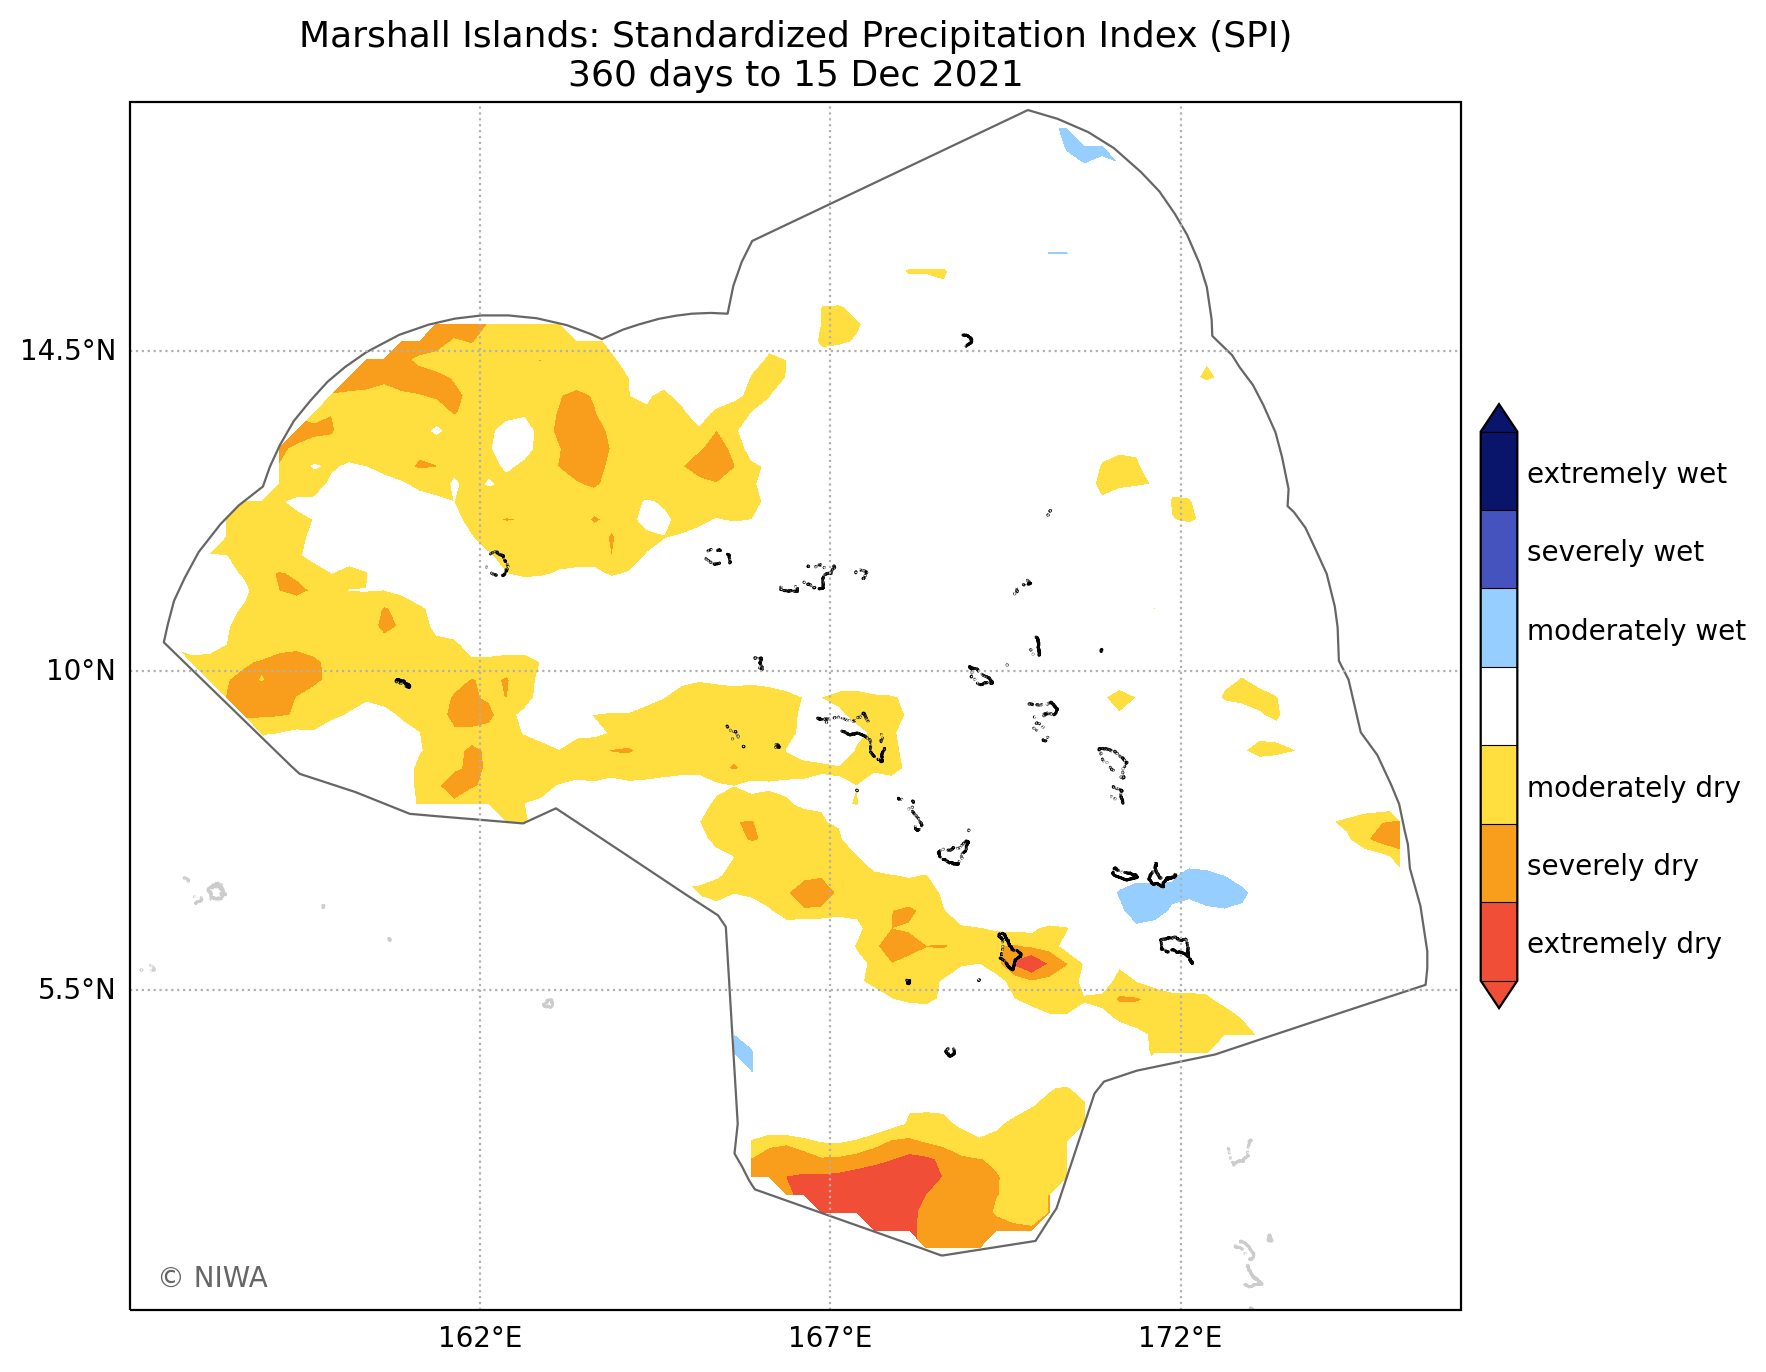 Marshall Islands: Standardized Precipitation Index (SPI)
360 days to 15 Dec 2021
14.5°N
10°N
5.5°N
162°E
167°E
172°E
extremely wet
severely wet
moderately wet
moderately dry
severely dry
extremely dry
© NIWA